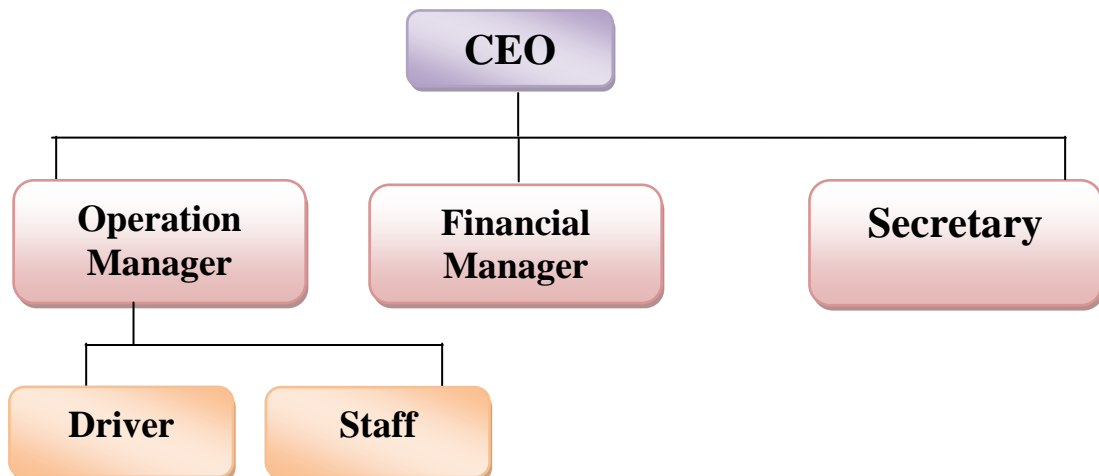 CEO
Operation
Manager
Financial
Manager
Secretary
Driver
Staff